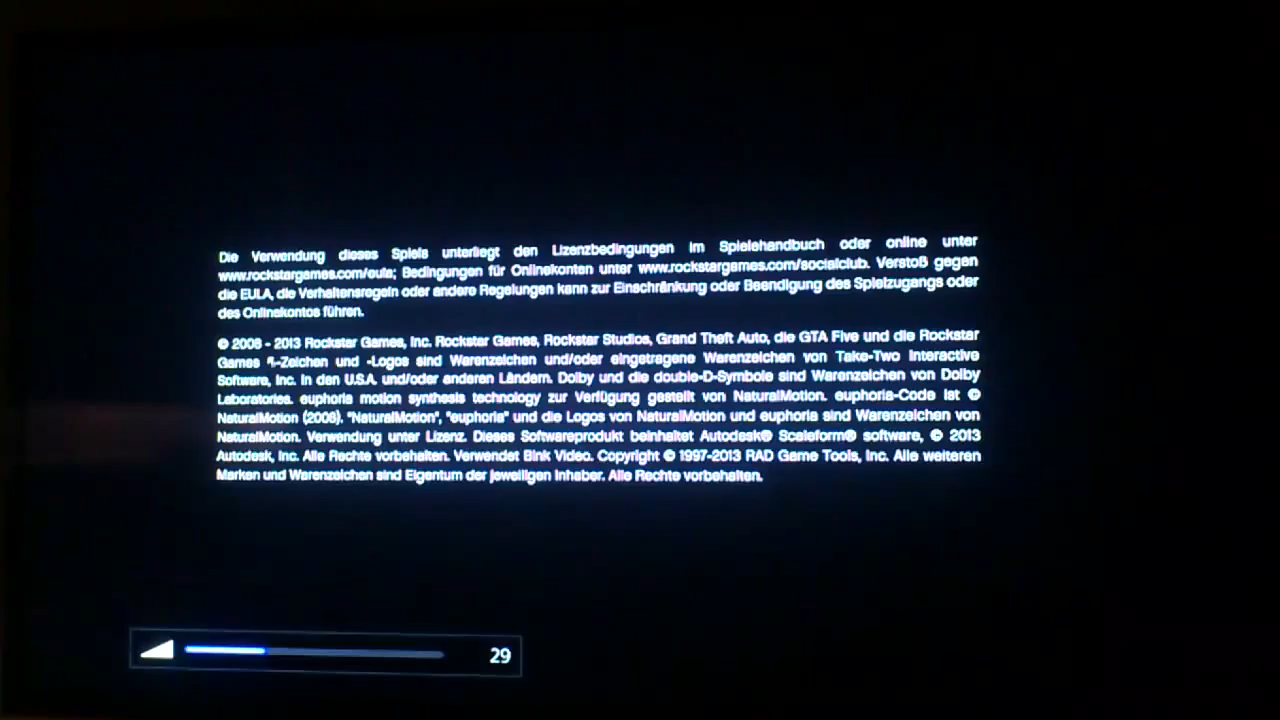 Die Verwendung dieses Spiels unterliegt den Lizenzbedingungen im Spielehandbuch oder online unter
www.rockstargames.com/eula; Bedingungen für Onlinekonten unter www.rockstargames.com/socialclub. Verstoß gegen
die EULA, die Verhaltensregeln oder andere Regelungen kann zur Einschränkung oder Beendigung des Spielzugangs oder
des Onlinekontos führen.
© 2008 - 2013 Rockstar Games, Inc. Rockstar Games, Rockstar Studios, Grand Theft Auto, die GTA Five und die Rockstar
Games -Zeichen und -Logos sind Warenzeichen und/oder eingetragene Warenzeichen von Take-Two Interactive
Software, Inc. in den U.S.A. und/oder anderen Ländern. Dolby und die double-D-Symbole sind Warenzeichen von Dolby
Laboratories. euphoria motion synthesis technology zur Verfügung gestellt von NaturalMotion. euphoria-Code ist ©
NaturalMotion (2008). "NaturalMotion", "euphoria" und die Logos von NaturalMotion und euphoria sind Warenzeichen von
NaturalMotion. Verwendung unter Lizenz. Dieses Softwareprodukt beinhaltet Autodesk® Scaleform® software, © 2013
Autodesk, Inc. Alle Rechte vorbehalten. Verwendet Bink Video. Copyright © 1997-2013 RAD Game Tools, Inc. Alle weiteren
Marken und Warenzeichen sind Eigentum der jeweiligen Inhaber. Alle Rechte vorbehalten.
29